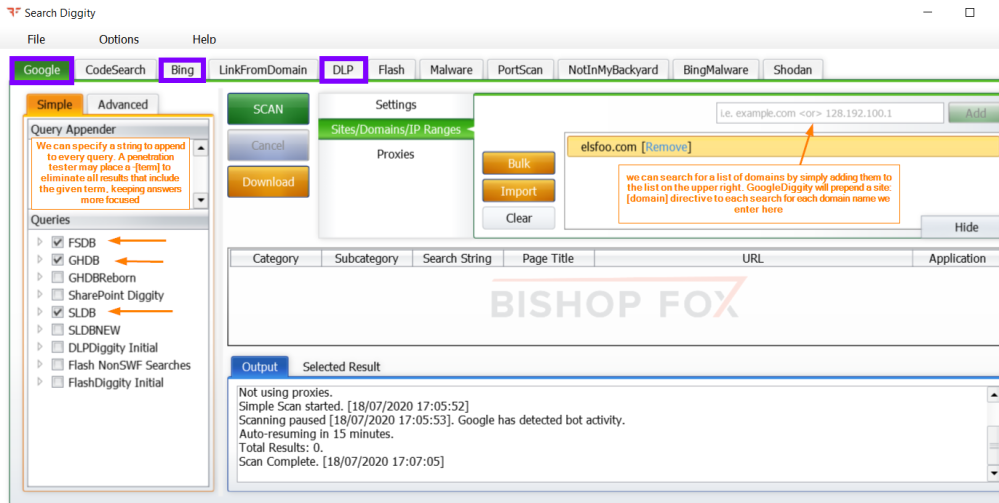 Search Diggity
File Options Help
Google CodeSearch Bing LinkFromDomain DLP Flash Malware PortScan NotInMyBackyard BingMalware Shodan
Simple Advanced
Query Appender
We can specify a string to append
to every query. A penetration
tester may place a -[term] to
eliminate all results that include
the given term, keeping answers
more focused
Queries
FSDB
GHDB
GHDBReborn
SharePoint Diggity
SLDB
SLDBNEW
DLPDiggity Initial
Flash NonSWF Searches
FlashDiggity Initial
SCAN
Cancel
Download
Settings
Sites/Domains/IP Ranges
Proxies
i.e. example.com <or> 128.192.100.1 Add
Bulk
Import
Clear
elsfoo.com [Remove]
we can search for a list of domains by simply adding them to
the list on the upper right. GoogleDiggity will prepend a site:
[domain] directive to each search for each domain name we
enter here
Hide
Category Subcategory Search String Page Title URL Application
BISHOP FOX
Output Selected Result
Not using proxies.
Simple Scan started. [18/07/2020 17:05:52]
Scanning paused [18/07/2020 17:05:53]. Google has detected bot activity.
Auto-resuming in 15 minutes.
Total Results: 0.
Scan Complete. [18/07/2020 17:07:05]